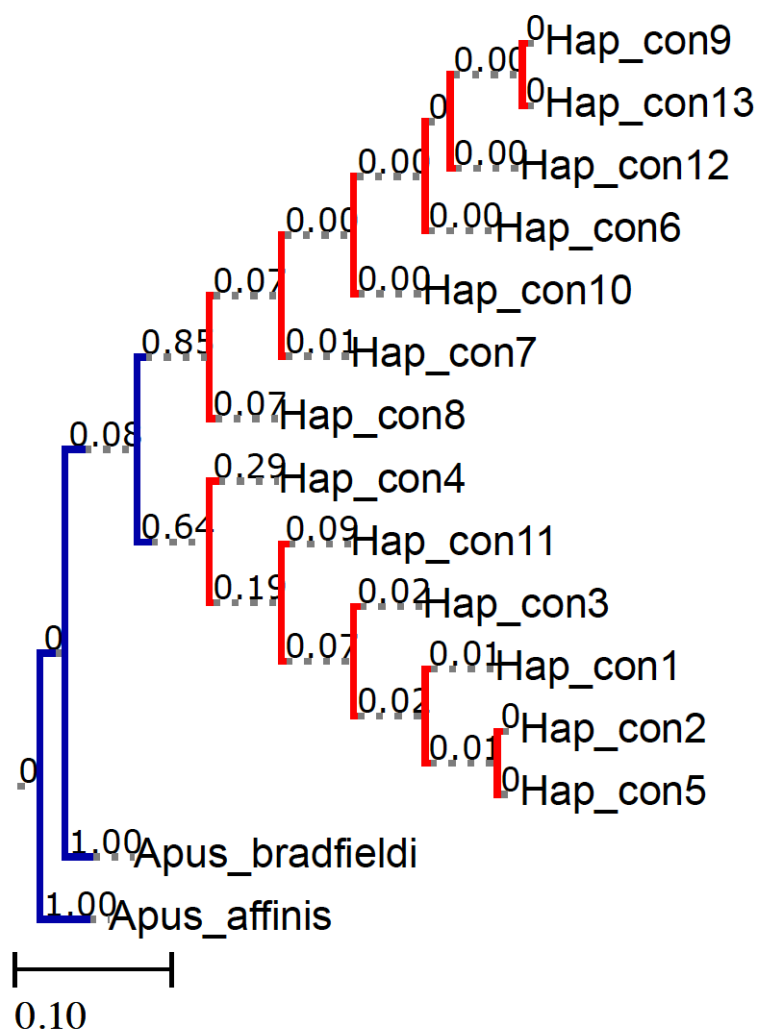 0 Hap_con9
0.00
0 Hap_con13
0
0.00 Hap_con12
0.00
0.00 Hap_con6
0.00
0.00 Hap_con10
0.07
0.01 Hap_con7
0.85
0.07 Hap_con8
0.08
0.29 Hap_con4
0.64
0.09 Hap_con11
0.19
0.02 Hap_con3
0.07
0
0.01 Hap_con1
0.02
0 Hap_con2
0.01
0 Hap_con5
0
1.00 Apus_bradfieldi
1.00 Apus_affinis
0.10